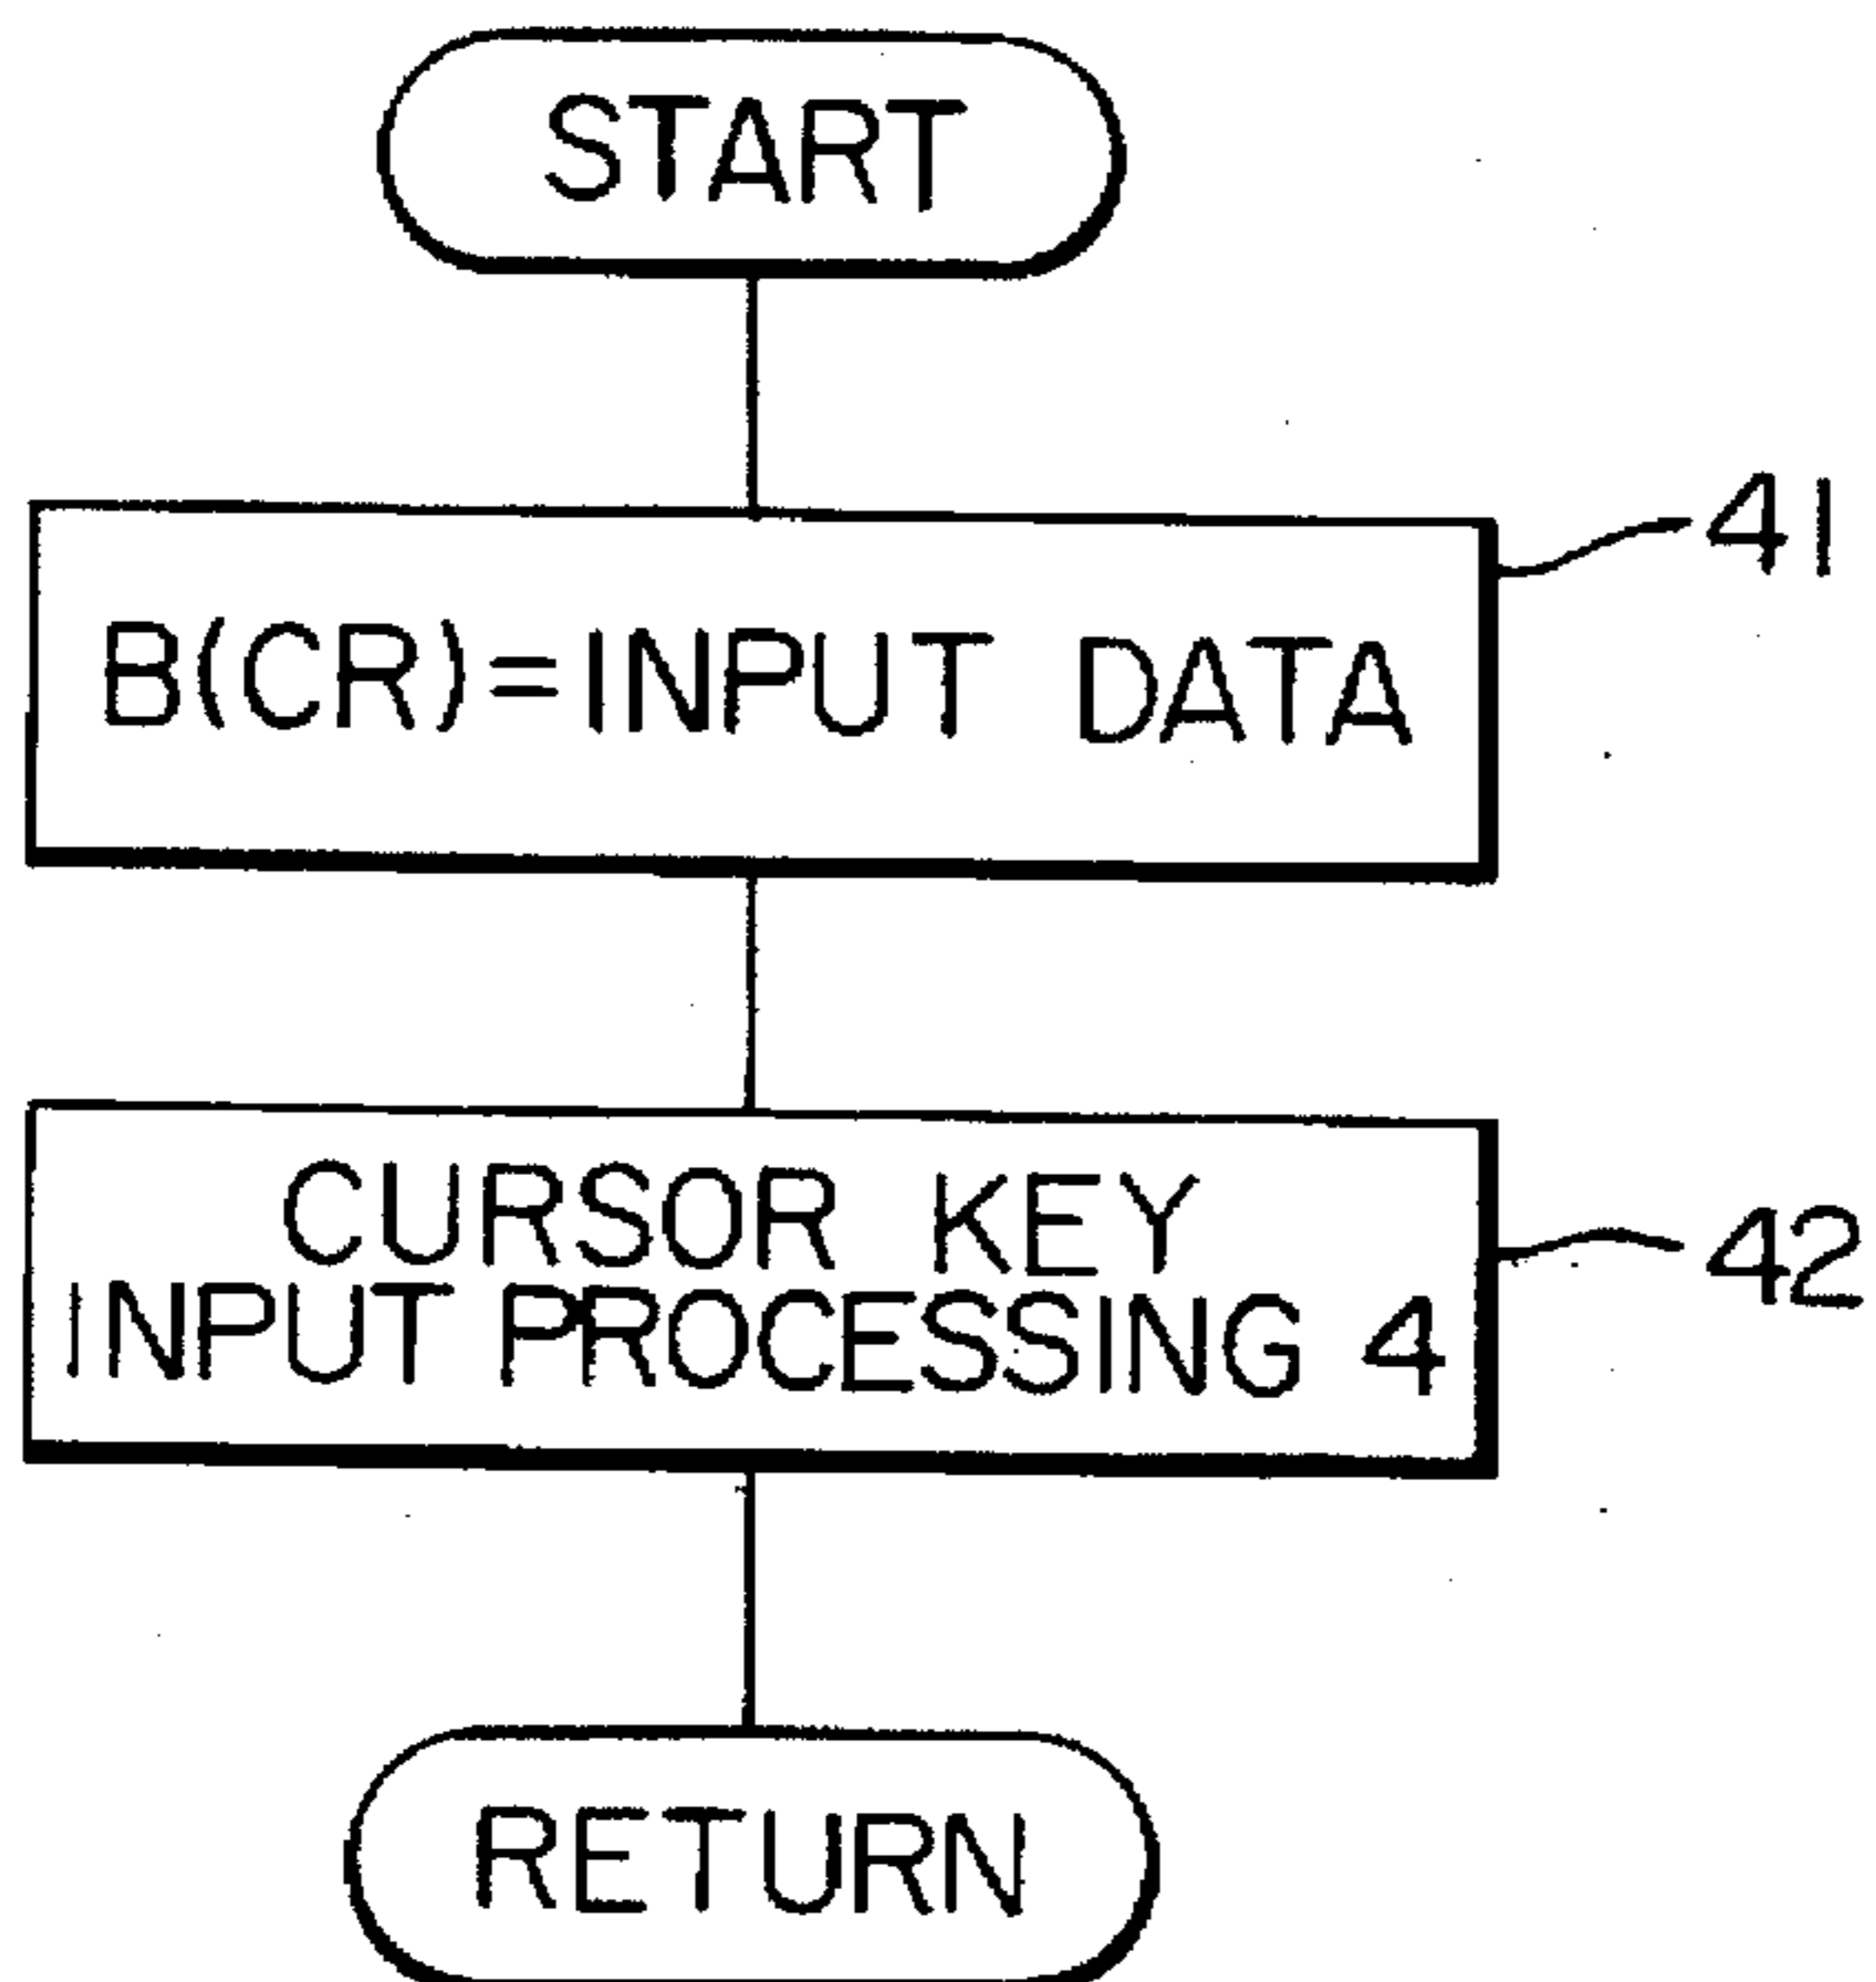 START
41
B(CR)=INPUT DATA
CURSOR KEY
42
INPUT PROCESSING 4
RETURN